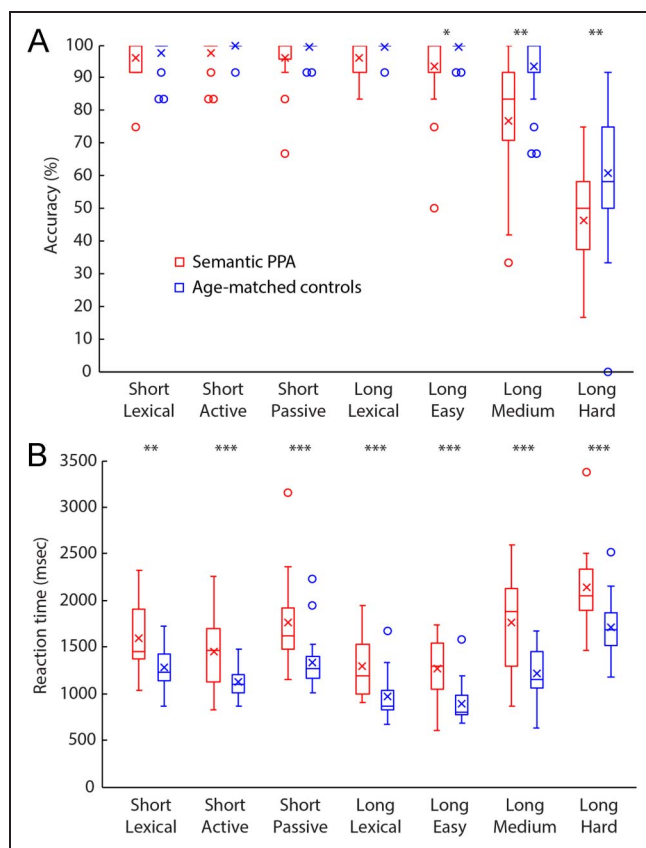 A
* ** **
100
90
80
70
60
50
40
30
20
10
0
Accuracy (%)
Semantic PPA
Age-matched controls
Short Lexical
Short Active
Short Passive
Long Lexical
Long Easy
Long Medium
Long Hard
B
** *** *** *** *** *** ***
3500
3000
2500
2000
1500
1000
500
0
Reaction time (msec)
Short Lexical
Short Active
Short Passive
Long Lexical
Long Easy
Long Medium
Long Hard